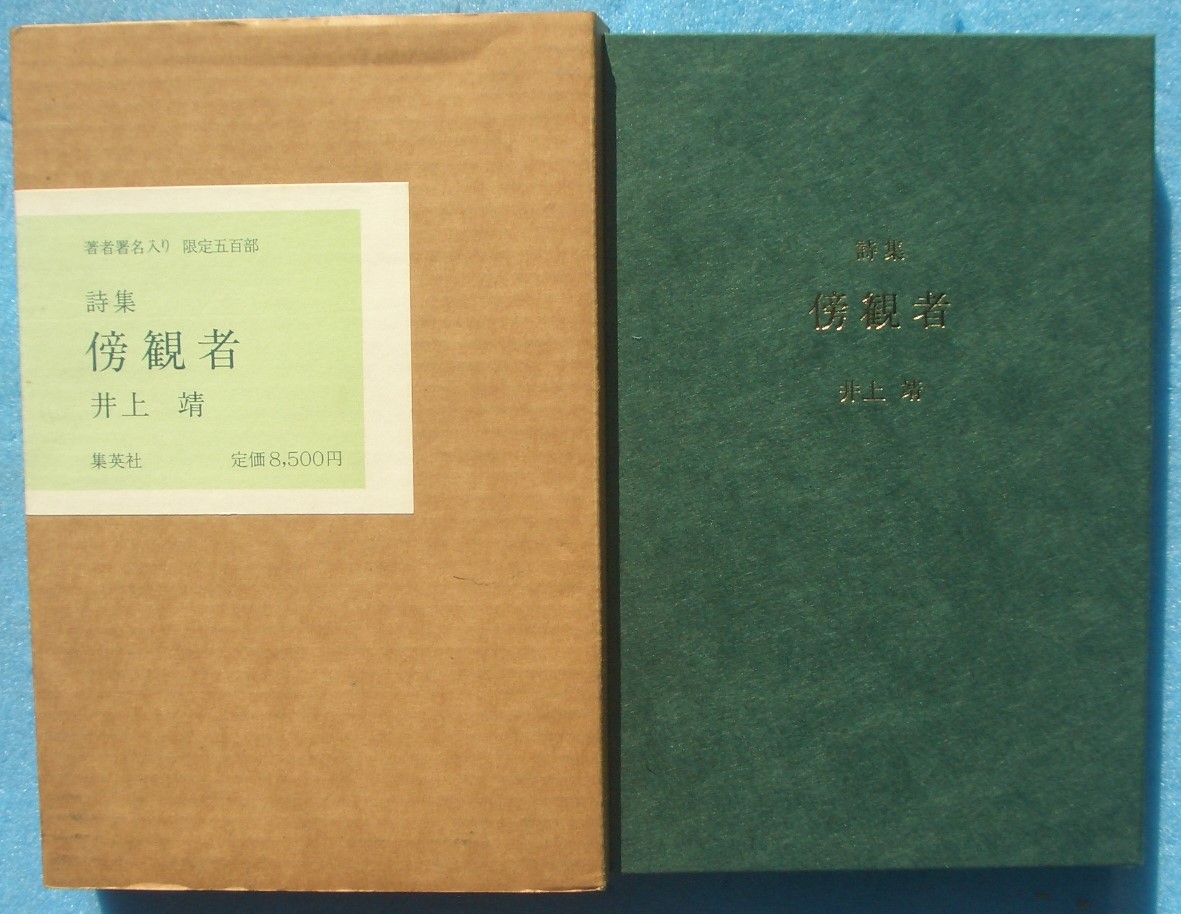 著者署名入り 限定五百部
詩集
傍観者
井上 靖
集英社 定価8,500円
詩集
傍観者
井上 靖